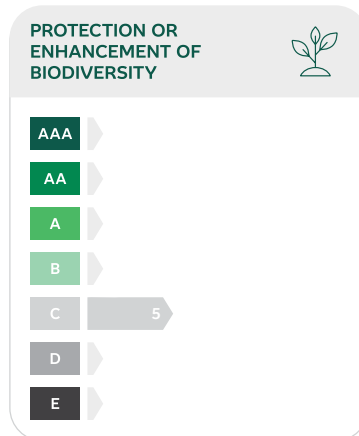 PROTECTION OR
ENHANCEMENT OF
BIODIVERSITY
AAA
AA
A
B
C 5
D
E